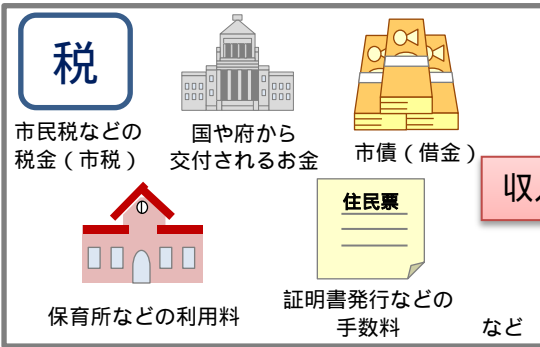 税
市民税などの
税金（市税）
国や府から
交付されるお金
市債（借金）
収
住民票
保育所などの利用料
証明書発行などの
手数料
など